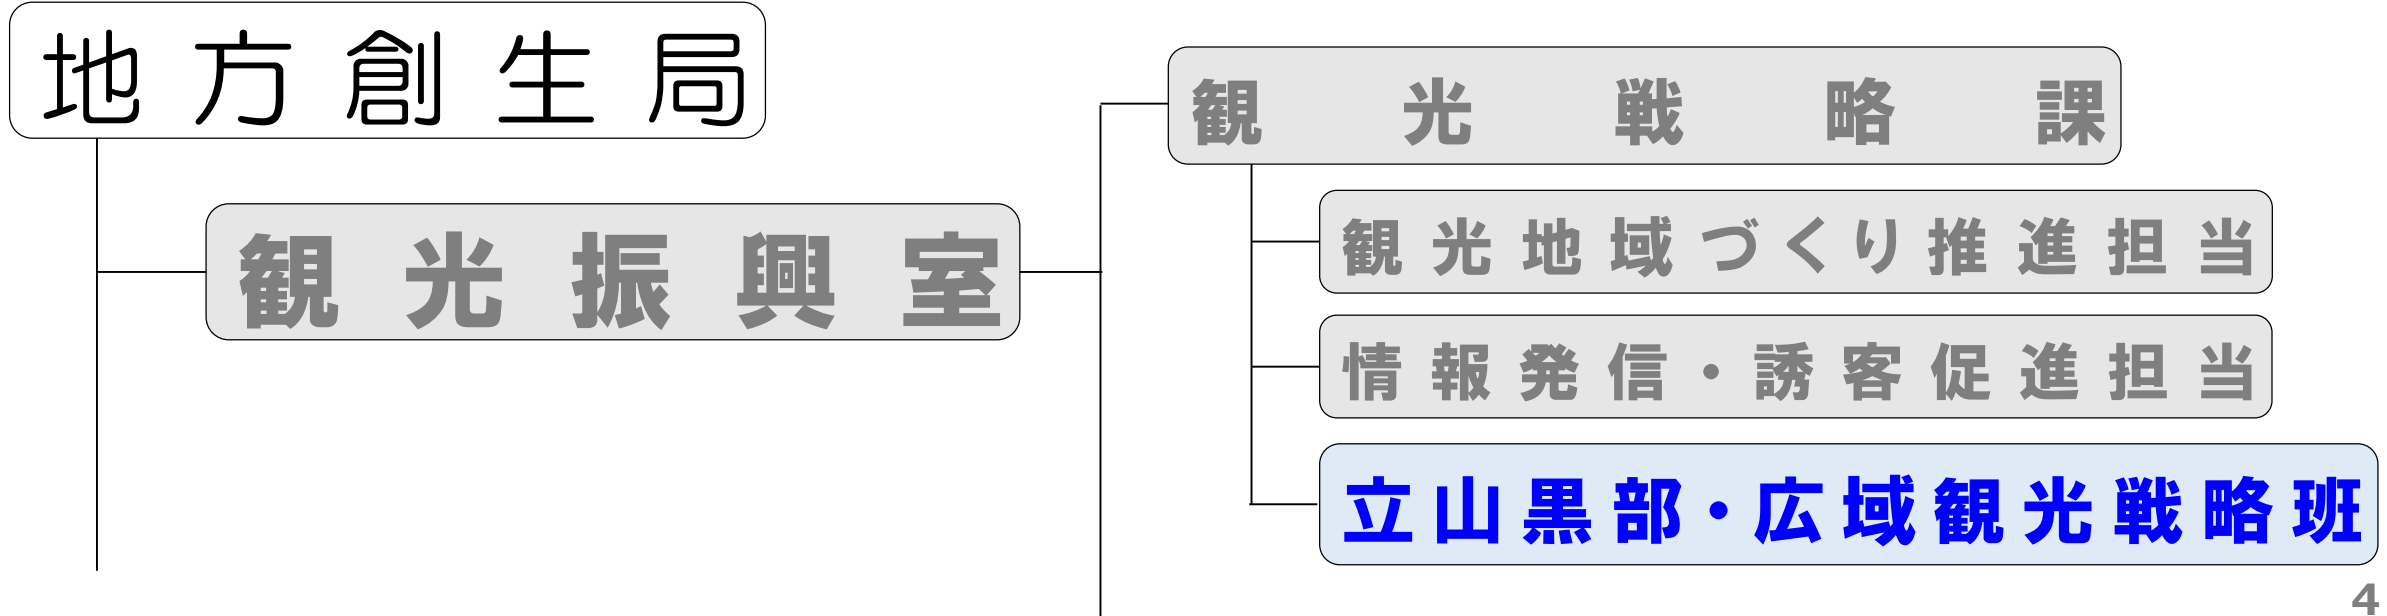 地方創生局
観光戦略課
観光振興室
観光地域づくり推進担当
情報発信・誘客促進担当
立山黒部・広域観光戦略班
4